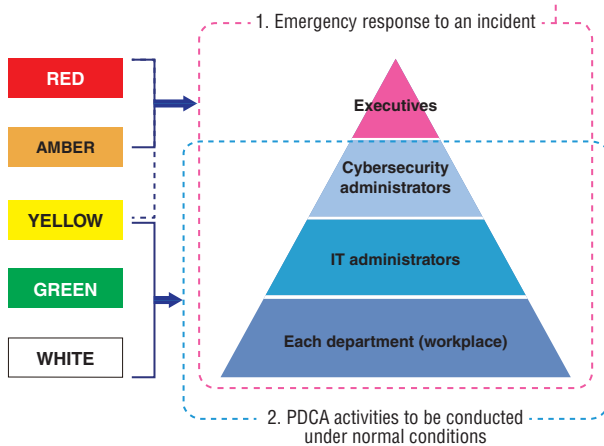 1. Emergency response to an incident
RED
AMBER
YELLOW
GREEN
WHITE
Executives
Cybersecurity
administrators
IT administrators
Each department (workplace)
2. PDCA activities to be conducted
under normal conditions